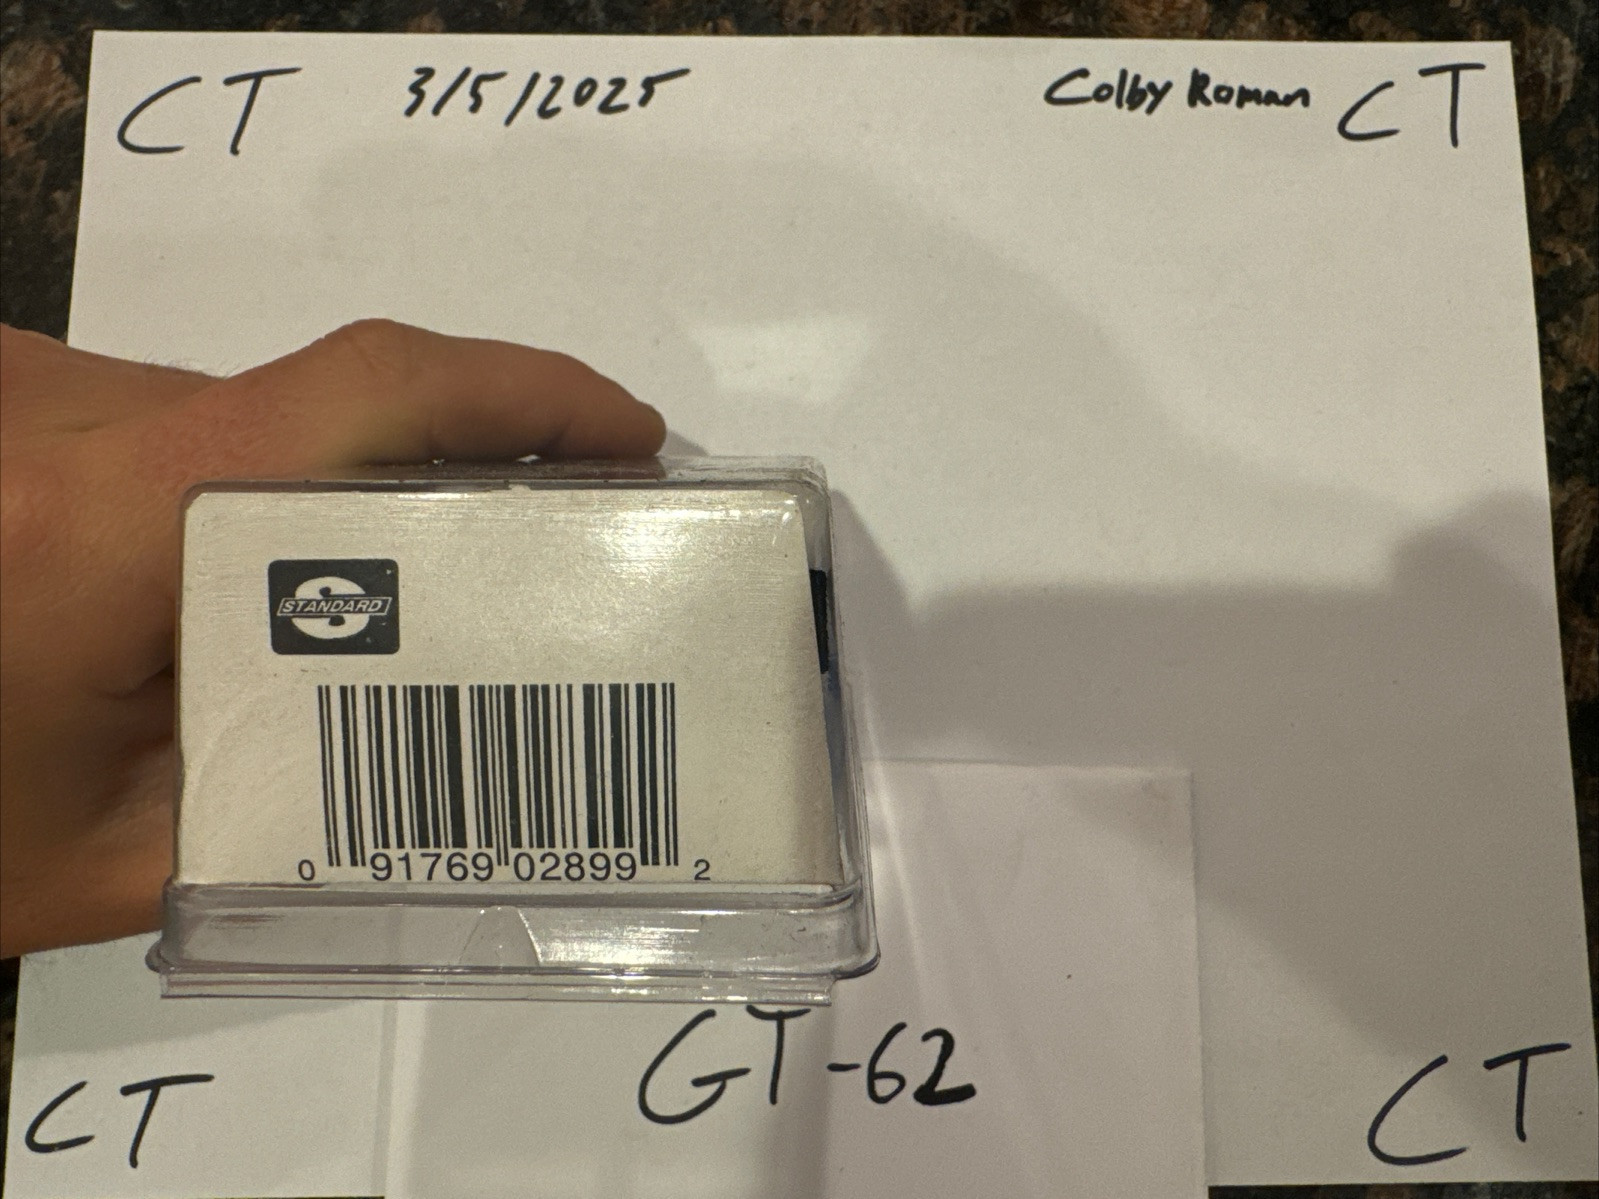 CT 3/5/2025 Colby Roman CT
STANDARD
0 91769 02899 2
GT-62
CT CT